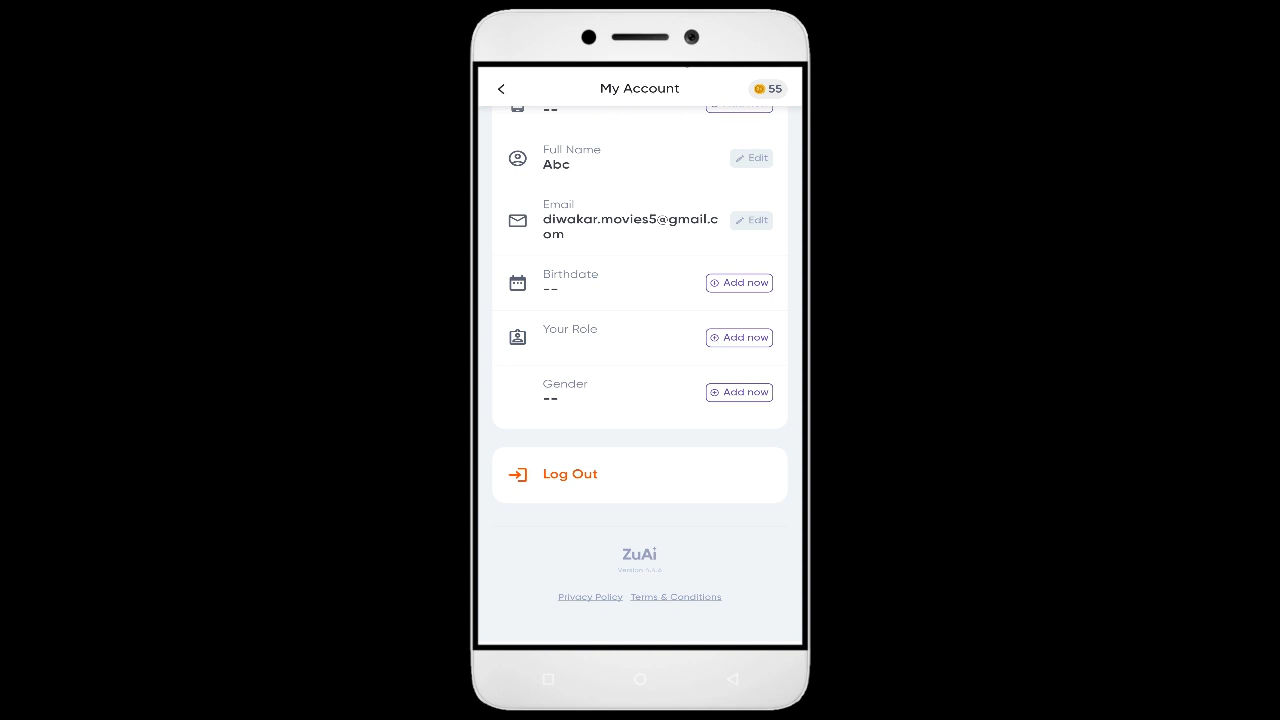 My Account
55
--
Full Name
Abc
Edit
Email
diwakar.movies5@gmail.c
om
Edit
Birthdate
--
Add now
Your Role
Add now
Gender
--
Add now
Log Out
ZuAi
Version
Privacy Policy Terms & Conditions